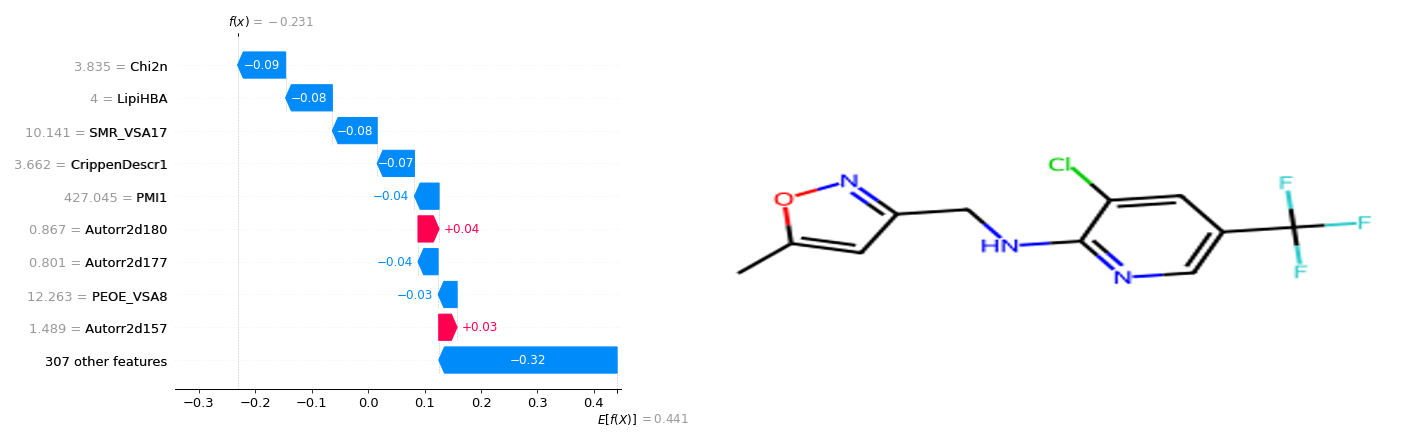 f(x) = −0.231
3.835 = Chi2n
−0.09
4 = LipiHBA
−0.08
10.141 = SMR_VSA17
−0.08
3.662 = CrippenDescr1
−0.07
427.045 = PMI1
−0.04
0.867 = Autorr2d180
+0.04
0.801 = Autorr2d177
−0.04
12.263 = PEOE_VSA8
−0.03
1.489 = Autorr2d157
+0.03
307 other features
−0.32
−0.3 −0.2 −0.1 0.0 0.1 0.2 0.3 0.4
E[f(X)] = 0.441
Cl
F
N
O
F
HN
F
N